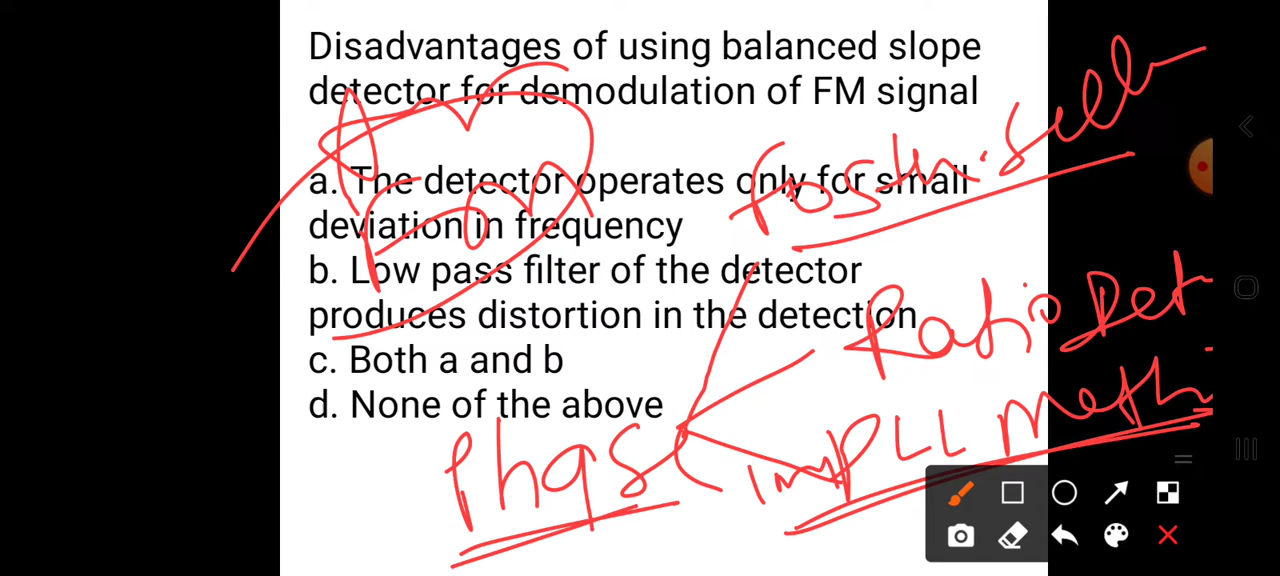 Disadvantages of using balanced slope
detector for demodulation of FM signal
a. The detector operates only for small
deviation in frequency
b. Low pass filter of the detector
produces distortion in the detection
c. Both a and b
d. None of the above
Ratio Det
Phase
Imp PLL Meth